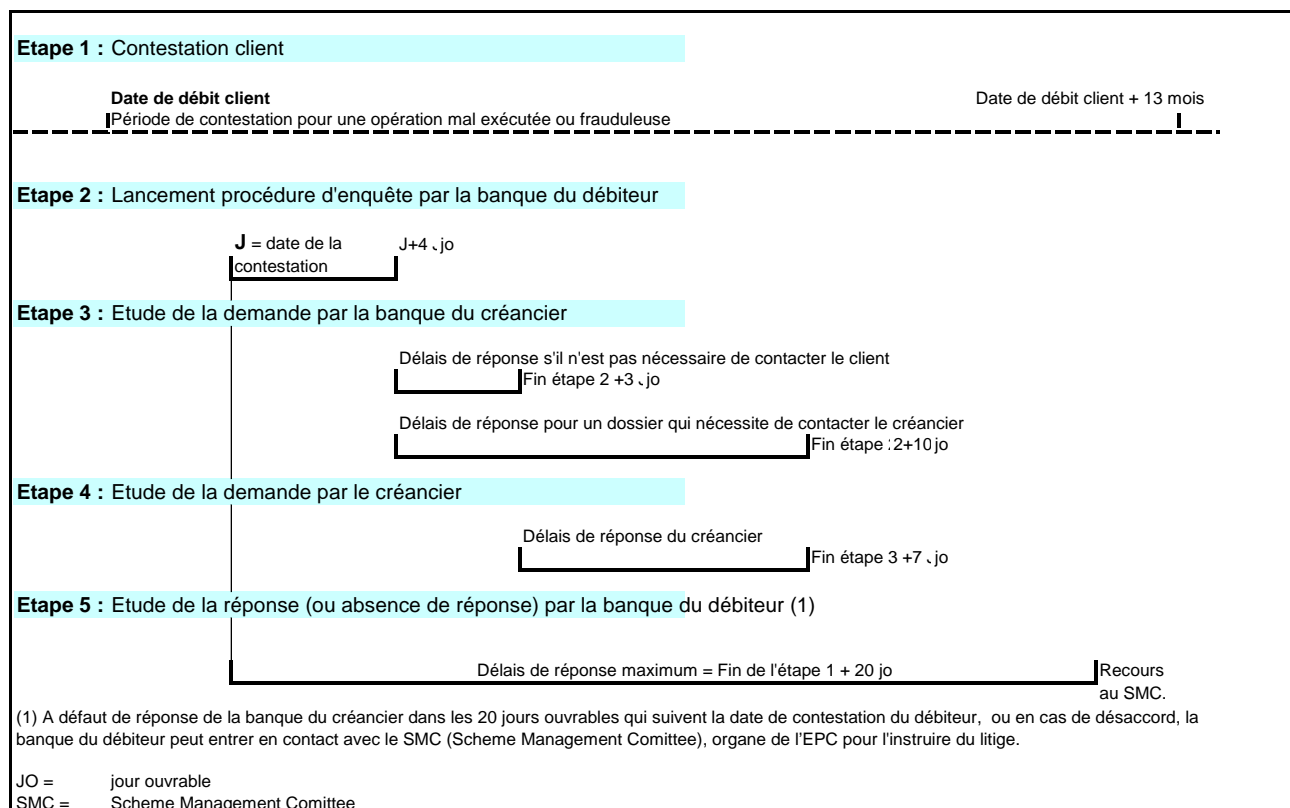 Etape 1 : Contestation client
Date de débit client
Date de débit client + 13 mois
Période de contestation pour une opération mal exécutée ou frauduleuse
Etape 2 : Lancement procédure d'enquête par la banque du débiteur
J = date de la
contestation
J+4 jo
Etape 3 : Etude de la demande par la banque du créancier
Délais de réponse s'il n'est pas nécessaire de contacter le client
Fin étape 2 +3 jo
Délais de réponse pour un dossier qui nécessite de contacter le créancier
Fin étape 2+10 jo
Etape 4 : Etude de la demande par le créancier
Délais de réponse du créancier
Fin étape 3 +7 jo
Etape 5 : Etude de la réponse (ou absence de réponse) par la banque du débiteur (1)
Délais de réponse maximum = Fin de l'étape 1 + 20 jo
Recours
au SMC.
(1) A défaut de réponse de la banque du créancier dans les 20 jours ouvrables qui suivent la date de contestation du débiteur, ou en cas de désaccord, la
banque du débiteur peut entrer en contact avec le SMC (Scheme Management Comittee), organe de l'EPC pour l'instruire du litige.
JO = jour ouvrable
SMC = Scheme Management Comittee